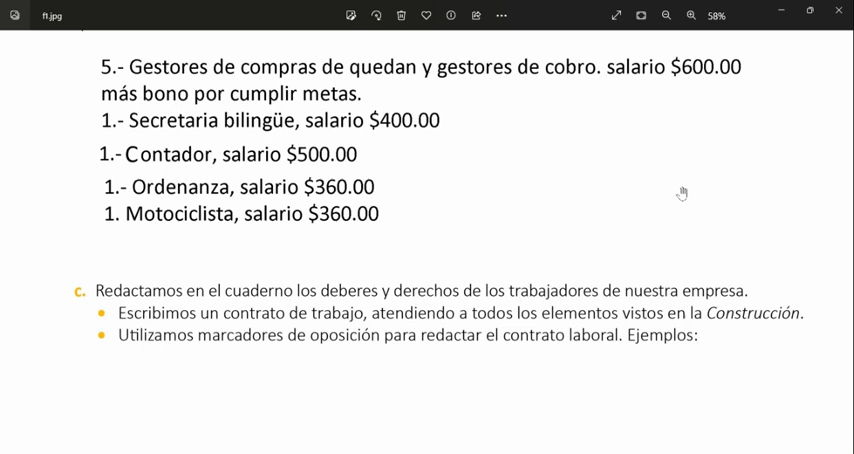 f1.jpg
58%
5.- Gestores de compras de quedan y gestores de cobro. salario $600.00
más bono por cumplir metas.
1.- Secretaria bilingüe, salario $400.00
1.- Contador, salario $500.00
1.- Ordenanza, salario $360.00
1. Motociclista, salario $360.00
c. Redactamos en el cuaderno los deberes y derechos de los trabajadores de nuestra empresa.
• Escribimos un contrato de trabajo, atendiendo a todos los elementos vistos en la Construcción.
• Utilizamos marcadores de oposición para redactar el contrato laboral. Ejemplos: